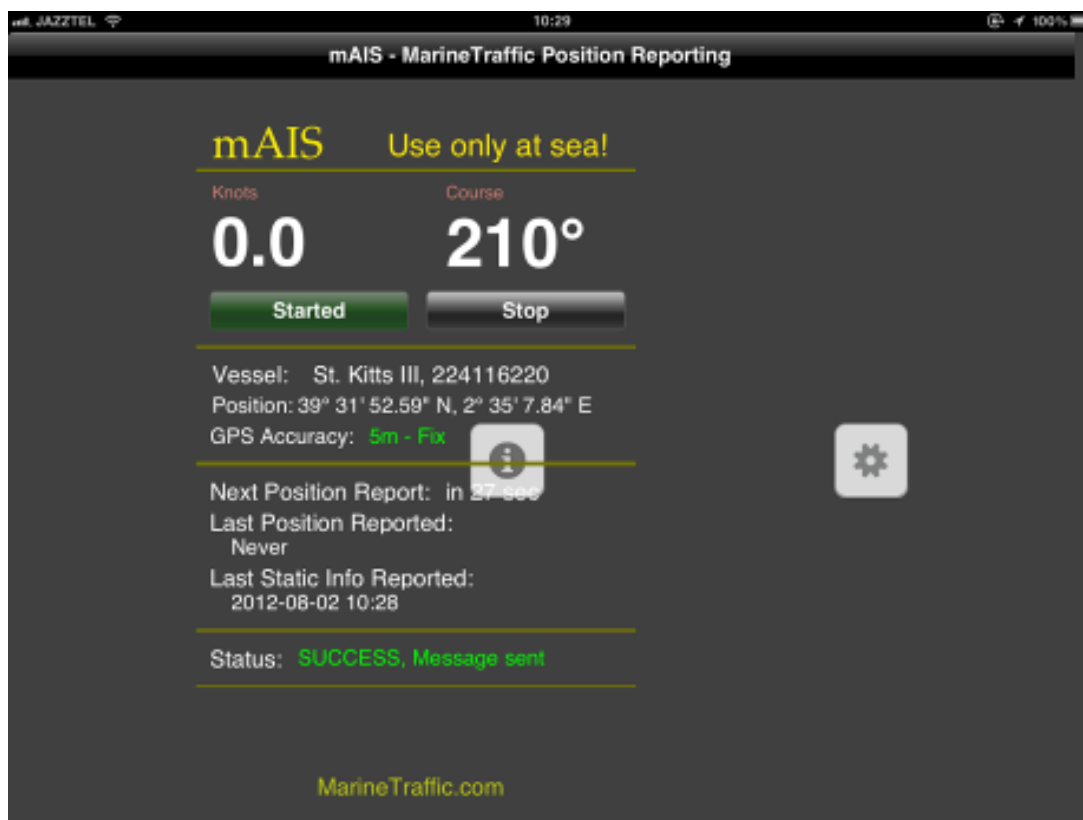 JAZZTEL 10:29 100%
mAIS - MarineTraffic Position Reporting
mAIS Use only at sea!
Knots Course
0.0 210°
Started Stop
Vessel: St. Kitts III, 224116220
Position: 39° 31' 52.59" N, 2° 35' 7.84" E
GPS Accuracy: 5m - Fix
Next Position Report: in 27 sec
Last Position Reported:
Never
Last Static Info Reported:
2012-08-02 10:28
Status: SUCCESS, Message sent
MarineTraffic.com